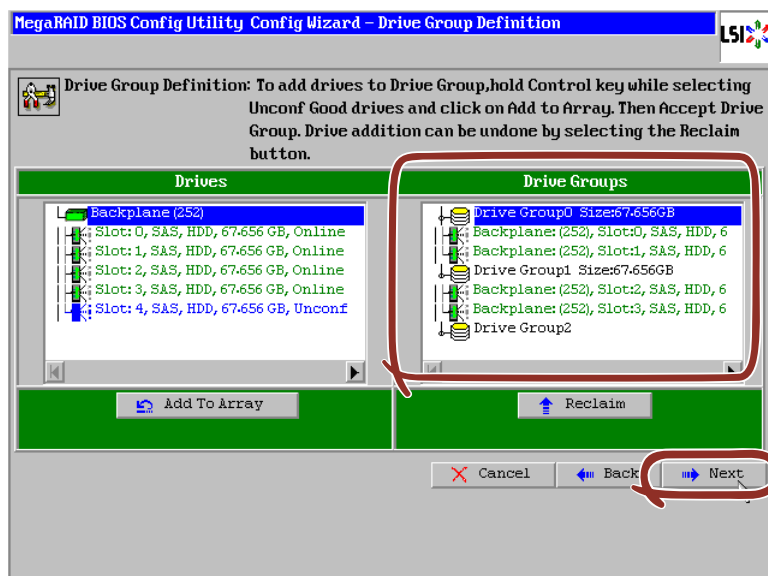 MegaRAID BIOS Config Utility Config Wizard - Drive Group Definition
LSI
Drive Group Definition: To add drives to Drive Group,hold Control key while selecting
Unconf Good drives and click on Add to Array. Then Accept Drive
Group. Drive addition can be undone by selecting the Reclaim
button.
Drives
Backplane (252)
Slot: 0, SAS, HDD, 67.656 GB, Online
Slot: 1, SAS, HDD, 67.656 GB, Online
Slot: 2, SAS, HDD, 67.656 GB, Online
Slot: 3, SAS, HDD, 67.656 GB, Online
Slot: 4, SAS, HDD, 67.656 GB, Unconf
Add To Array
Drive Groups
Drive Group0 Size:67.656GB
Backplane: (252), Slot:0, SAS, HDD, 6
Backplane: (252), Slot:1, SAS, HDD, 6
Drive Group1 Size:67.656GB
Backplane: (252), Slot:2, SAS, HDD, 6
Backplane: (252), Slot:3, SAS, HDD, 6
Drive Group2
Reclaim
Cancel
Back
Next